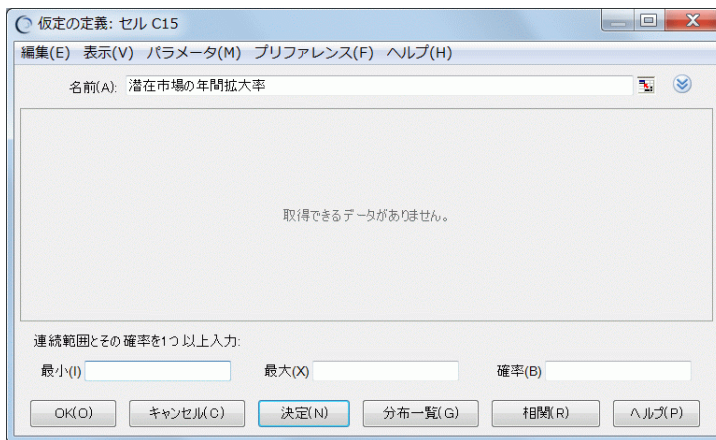 仮定の定義: セル C15
編集(E) 表示(V) パラメータ(M) プリファレンス(F) ヘルプ(H)
名前(A): 潜在市場の年間拡大率
取得できるデータがありません。
連続範囲とその確率を1つ以上入力:
最小(I) 最大(X) 確率(B)
OK(O) キャンセル(C) 決定(N) 分布一覧(G) 相関(R) ヘルプ(P)